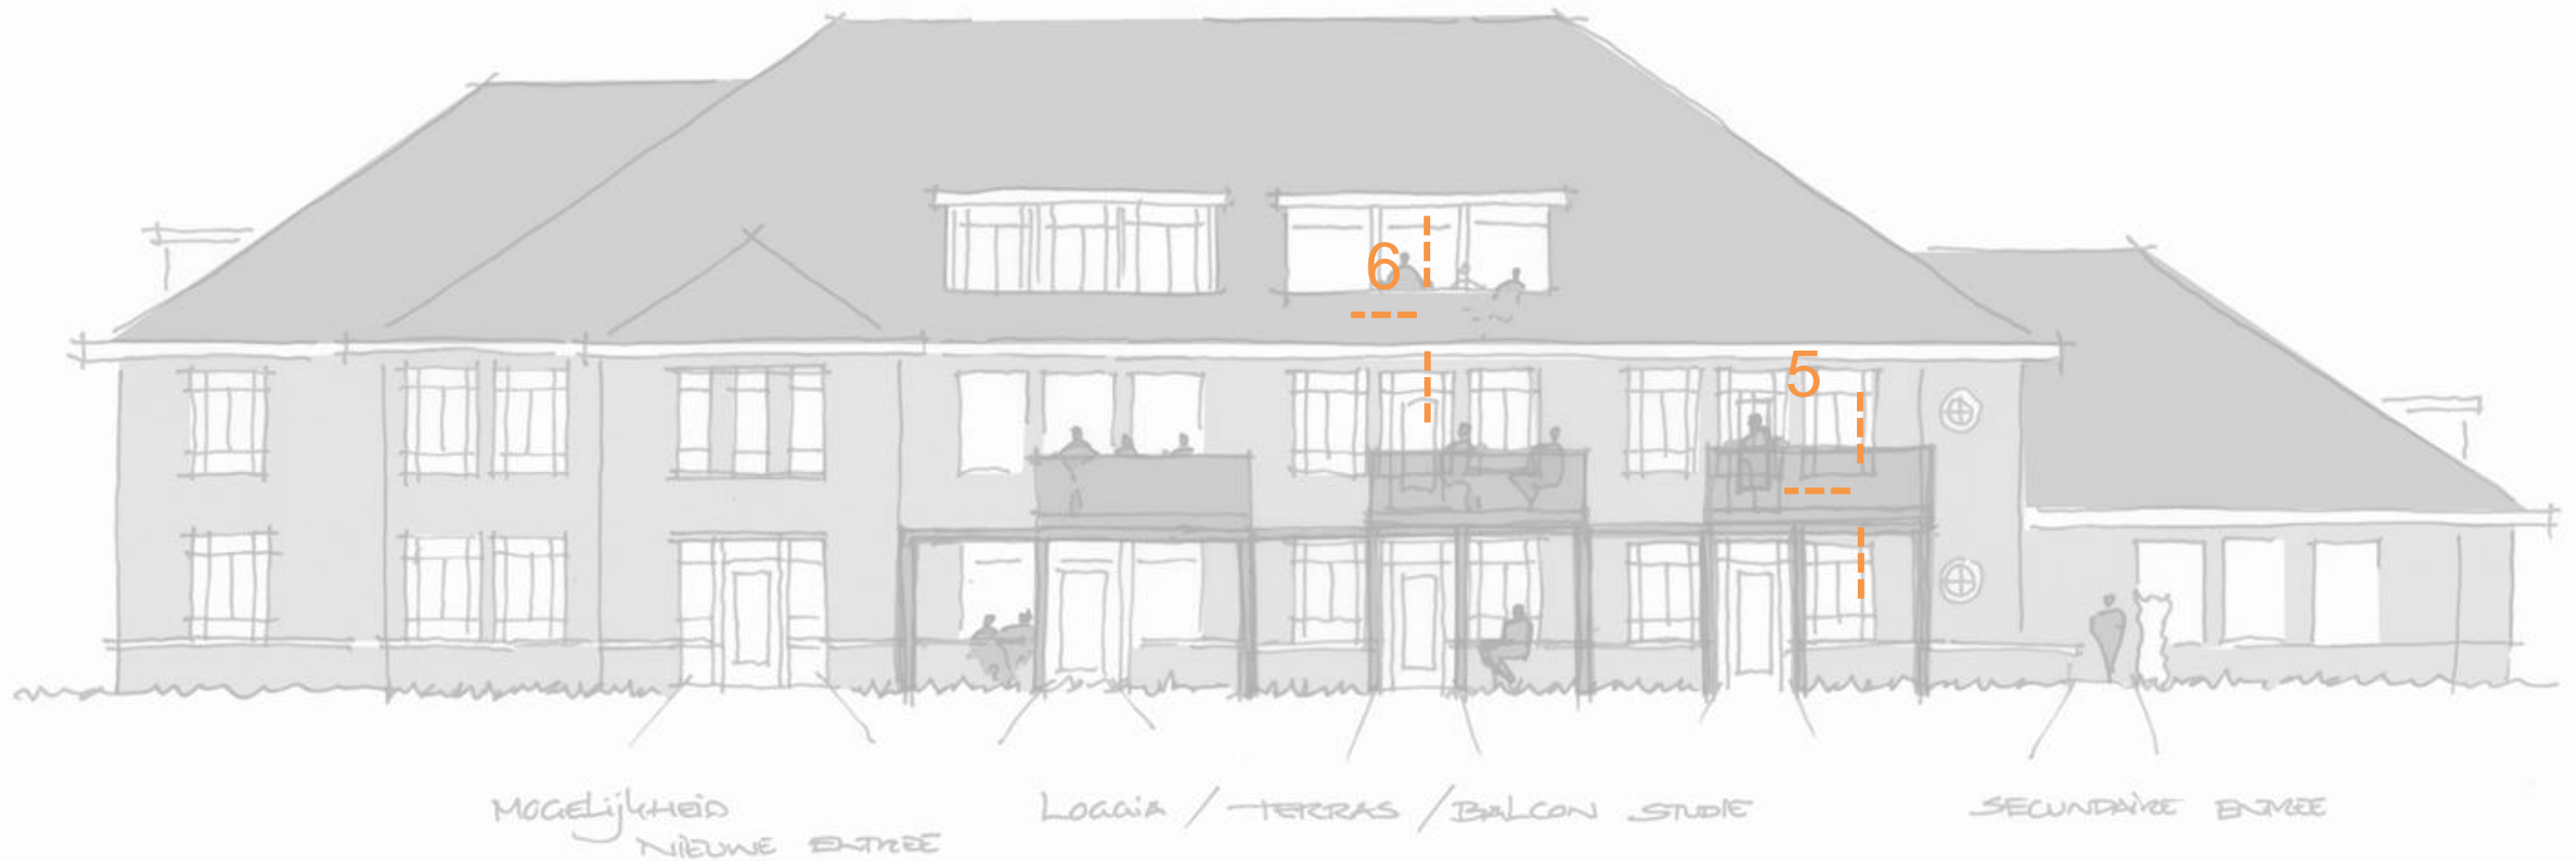 6
5
MOGELIJKHEID
NIEUWE ENTREE
LOGGIA / TERRAS / BALCON STUDIE
SECUNDAIRE ENTREE